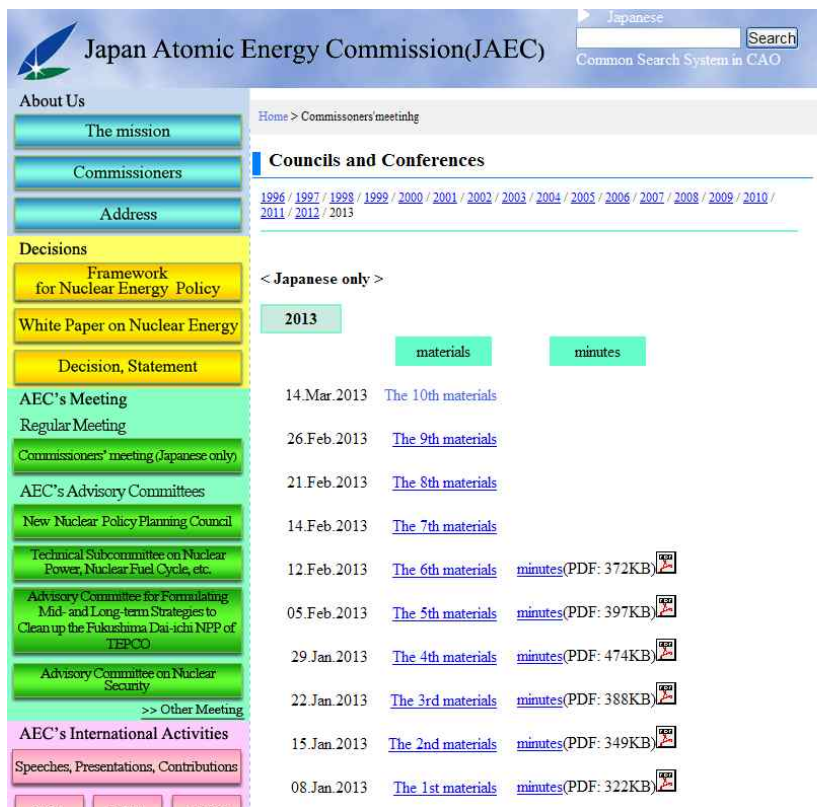 Japan Atomic Energy Commission(JAEC)
Japanese
Search
Common Search System in CAO
About Us
The mission
Commissioners
Address
Decisions
Framework
for Nuclear Energy Policy
White Paper on Nuclear Energy
Decision, Statement
AEC's Meeting
Regular Meeting
Commissioners' meeting (Japanese only)
AEC's Advisory Committees
New Nuclear Policy Planning Council
Technical Subcommittee on Nuclear
Power, Nuclear Fuel Cycle, etc.
Advisory Committee for Formulating
Mid- and Long-term Strategies to
Clean up the Fukushima Dai-ichi NPP of
TEPCO
Advisory Committee on Nuclear
Security
>> Other Meeting
AEC's International Activities
Speeches, Presentations, Contributions
Home > Commissoners'meetinhg
Councils and Conferences
1996 / 1997 / 1998 / 1999 / 2000 / 2001 / 2002 / 2003 / 2004 / 2005 / 2006 / 2007 / 2008 / 2009 / 2010 /
2011 / 2012 / 2013
< Japanese only >
2013
materials minutes
14.Mar.2013 The 10th materials
26.Feb.2013 The 9th materials
21.Feb.2013 The 8th materials
14.Feb.2013 The 7th materials
12.Feb.2013 The 6th materials minutes(PDF: 372KB)
05.Feb.2013 The 5th materials minutes(PDF: 397KB)
29.Jan.2013 The 4th materials minutes(PDF: 474KB)
22.Jan.2013 The 3rd materials minutes(PDF: 388KB)
15.Jan.2013 The 2nd materials minutes(PDF: 349KB)
08.Jan.2013 The 1st materials minutes(PDF: 322KB)